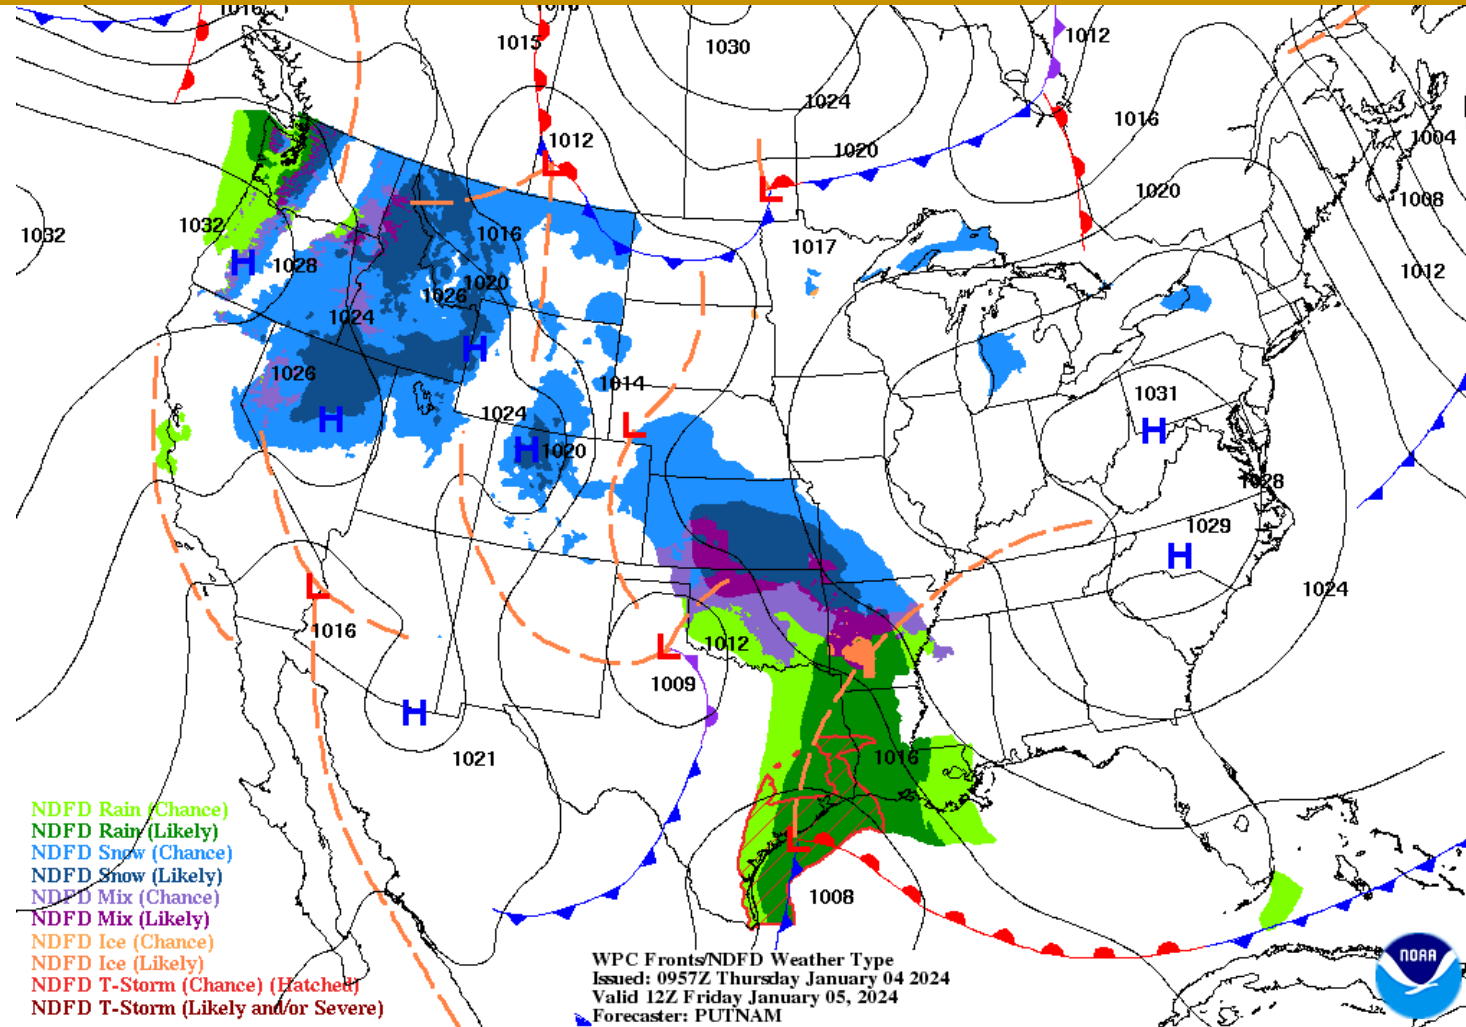 1016
1016
1015
1030
1012
1012
1024
1016
1004
1012
1020
1020
1008
1032
1032
1016
1017
H
1028
1012
1026
1020
1024
H
1026
1014
1031
1024
H
H
1020
H
1028
1029
H
1024
L
L
L
L
1016
1012
L
1009
H
1021
1016
L
1008
NDFD Rain (Chance)
NDFD Rain (Likely)
NDFD Snow (Chance)
NDFD Snow (Likely)
NDFD Mix (Chance)
NDFD Mix (Likely)
NDFD Ice (Chance)
NDFD Ice (Likely)
NDFD T-Storm (Chance) (Hatched)
NDFD T-Storm (Likely and/or Severe)
WPC Fronts/NDFD Weather Type
Issued: 0957Z Thursday January 04 2024
Valid 12Z Friday January 05, 2024
Forecaster: PUTNAM
NOAA